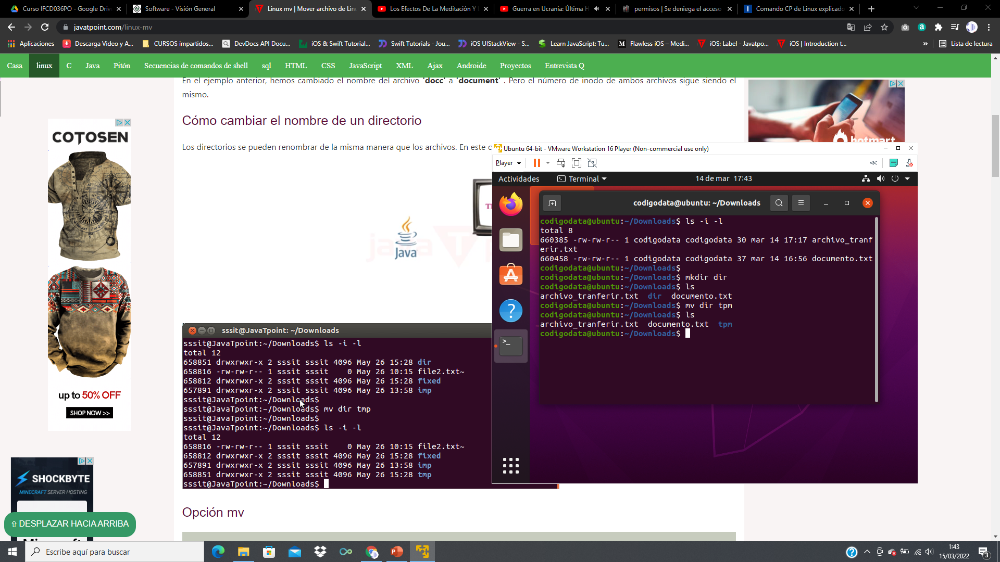 Curso IFCD036PO - Google Driv
Software - Visión General
Linux mv | Mover archivo de Lin
Los Efectos De La Meditación Y
Guerra en Ucrania: Última H
permisos | Se deniega el acceso
Comando CP de Linux explicado
javatpoint.com/linux-mv
Aplicaciones
Descarga Video y A...
CURSOS impartidos...
DevDocs API Docu...
iOS & Swift Tutorial...
Swift Tutorials - Jou...
iOS UIStackView - S...
Learn JavaScript: Tu...
Flawless iOS – Medi...
iOS: Label - Javatpo...
iOS | Introduction t...
Lista de lectura
Casa linux C Java Pitón Secuencias de comandos de shell sql HTML CSS JavaScript XML Ajax Androide Proyectos Entrevista Q
En el ejemplo anterior, hemos cambiado el nombre del archivo 'docc' a 'document' . Pero el número de inodo de ambos archivos sigue siendo el
mismo.
Cómo cambiar el nombre de un directorio
Los directorios se pueden renombrar de la misma manera que los archivos. En este c
COTOSEN
up to 50% OFF
SHOP NOW >>
SHOCKBYTE
MINECRAFT SERVER HOSTING
DESPLAZAR HACIA ARRIBA
hotmart
Java
sssit@JavaTpoint: ~/Downloads
sssit@JavaTpoint:~/Downloads$ ls -i -l
total 12
658851 drwxrwxr-x 2 sssit sssit 4096 May 26 15:28 dir
658816 -rw-rw-r-- 1 sssit sssit    0 May 26 10:15 file2.txt~
658812 drwxrwxr-x 2 sssit sssit 4096 May 26 15:28 fixed
657891 drwxrwxr-x 2 sssit sssit 4096 May 26 13:58 imp
sssit@JavaTpoint:~/Downloads$
sssit@JavaTpoint:~/Downloads$ mv dir tmp
sssit@JavaTpoint:~/Downloads$
sssit@JavaTpoint:~/Downloads$ ls -i -l
total 12
658816 -rw-rw-r-- 1 sssit sssit    0 May 26 10:15 file2.txt~
658812 drwxrwxr-x 2 sssit sssit 4096 May 26 15:28 fixed
657891 drwxrwxr-x 2 sssit sssit 4096 May 26 13:58 imp
658851 drwxrwxr-x 2 sssit sssit 4096 May 26 15:28 tmp
sssit@JavaTpoint:~/Downloads$
Opción mv
Ubuntu 64-bit - VMware Workstation 16 Player (Non-commercial use only)
Player
Actividades
Terminal
14 de mar 17:43
codigodata@ubuntu: ~/Downloads
codigodata@ubuntu:~/Downloads$ ls -i -l
total 8
660385 -rw-rw-r-- 1 codigodata codigodata 30 mar 14 17:17 archivo_tranf
erir.txt
660458 -rw-rw-r-- 1 codigodata codigodata 37 mar 14 16:56 documento.txt
codigodata@ubuntu:~/Downloads$
codigodata@ubuntu:~/Downloads$ mkdir dir
codigodata@ubuntu:~/Downloads$ ls
archivo_tranferir.txt  dir  documento.txt
codigodata@ubuntu:~/Downloads$ mv dir tpm
codigodata@ubuntu:~/Downloads$ ls
archivo_tranferir.txt  documento.txt  tpm
codigodata@ubuntu:~/Downloads$
Escribe aquí para buscar
1:43
15/03/2022
3